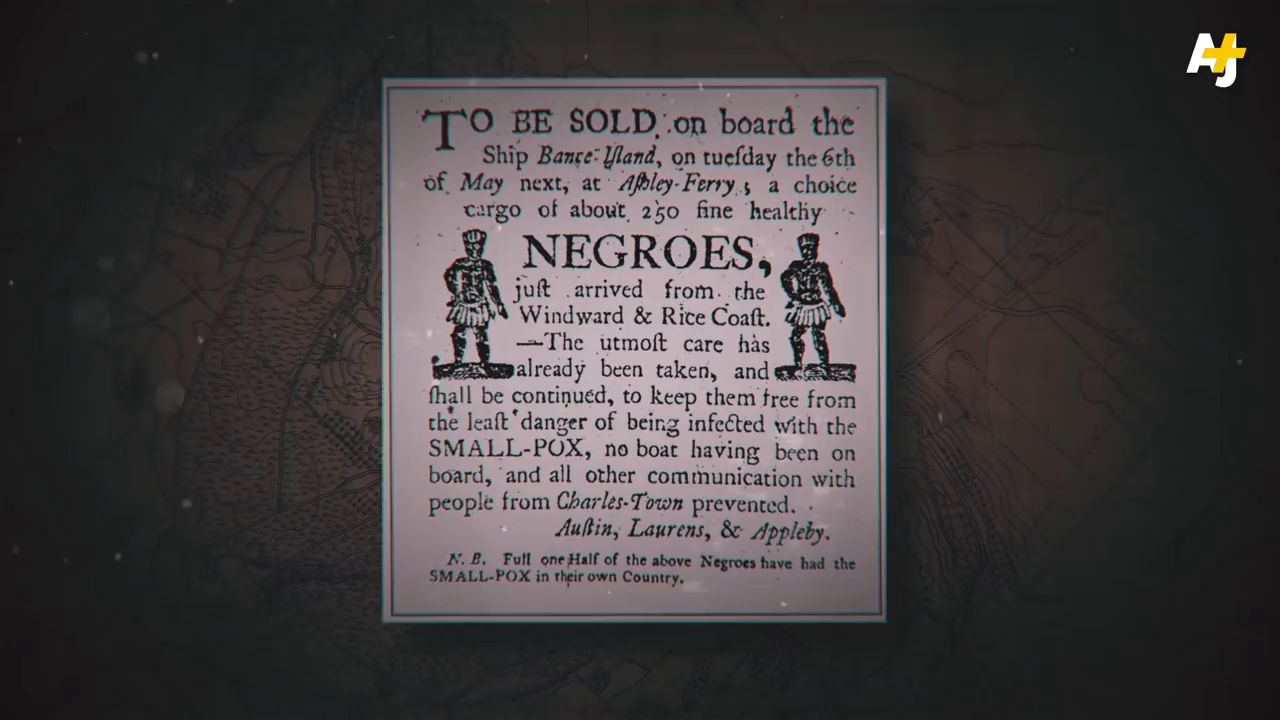 AJ+
TO BE SOLD, on board the
Ship Bance-Iſland, on tueſday the 6th
of May next, at Aſhley-Ferry; a choice
cargo of about 250 fine healthy
NEGROES,
juſt arrived from the
Windward & Rice Coaſt.
—The utmoſt care has
already been taken, and
ſhall be continued, to keep them free from
the leaſt danger of being infected with the
SMALL-POX, no boat having been on
board, and all other communication with
people from Charles-Town prevented.
Auſtin, Laurens, & Appleby.
N. B. Full one Half of the above Negroes have had the
SMALL-POX in their own Country.